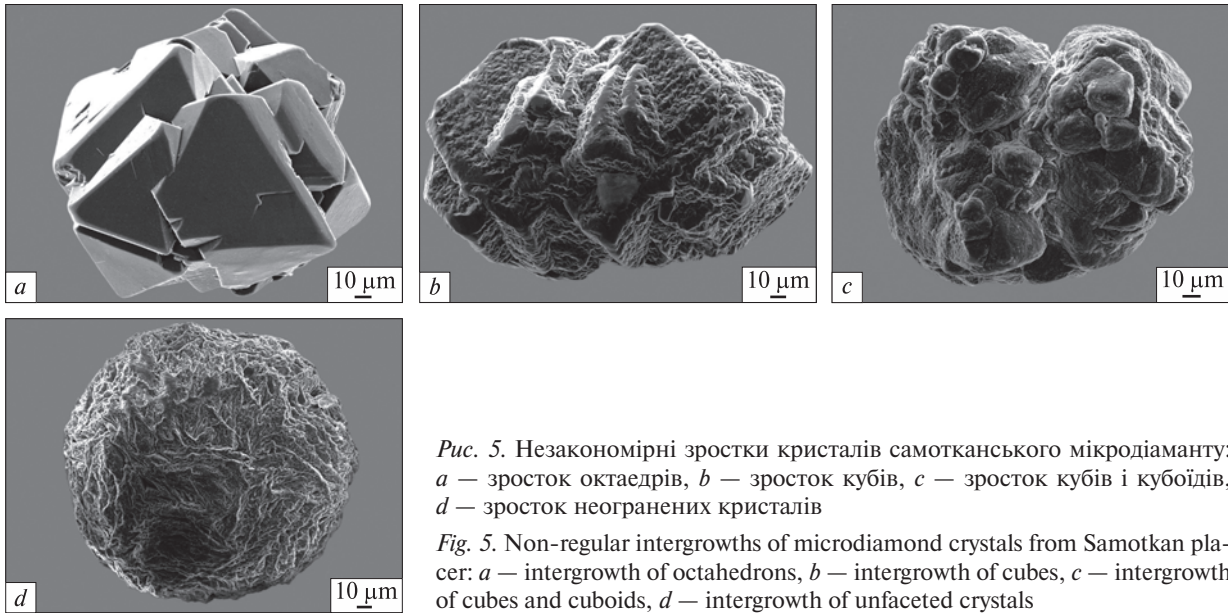 a
10 μm
b
10 μm
c
10 μm
d
10 μm
Рис. 5. Незакономірні зростки кристалів самотканського мікродіаманту:
a — зросток октаедрів, b — зросток кубів, c — зросток кубів і кубоїдів,
d — зросток неогранених кристалів
Fig. 5. Non-regular intergrowths of microdiamond crystals from Samotkan pla-
cer: a — intergrowth of octahedrons, b — intergrowth of cubes, c — intergrowth
of cubes and cuboids, d — intergrowth of unfaceted crystals